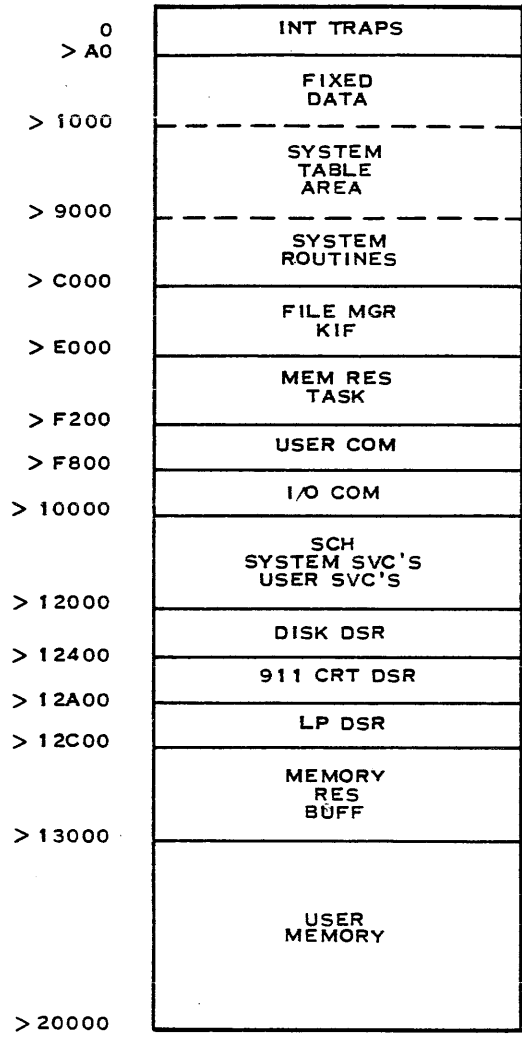 0
INT TRAPS
> A0
FIXED
DATA
> 1000
SYSTEM
TABLE
AREA
> 9000
SYSTEM
ROUTINES
> C000
FILE MGR
KIF
> E000
MEM RES
TASK
> F200
USER COM
> F800
I/O COM
> 10000
SCH
SYSTEM SVC'S
USER SVC'S
> 12000
DISK DSR
> 12400
911 CRT DSR
> 12A00
LP DSR
> 12C00
MEMORY
RES
BUFF
> 13000
USER
MEMORY
> 20000